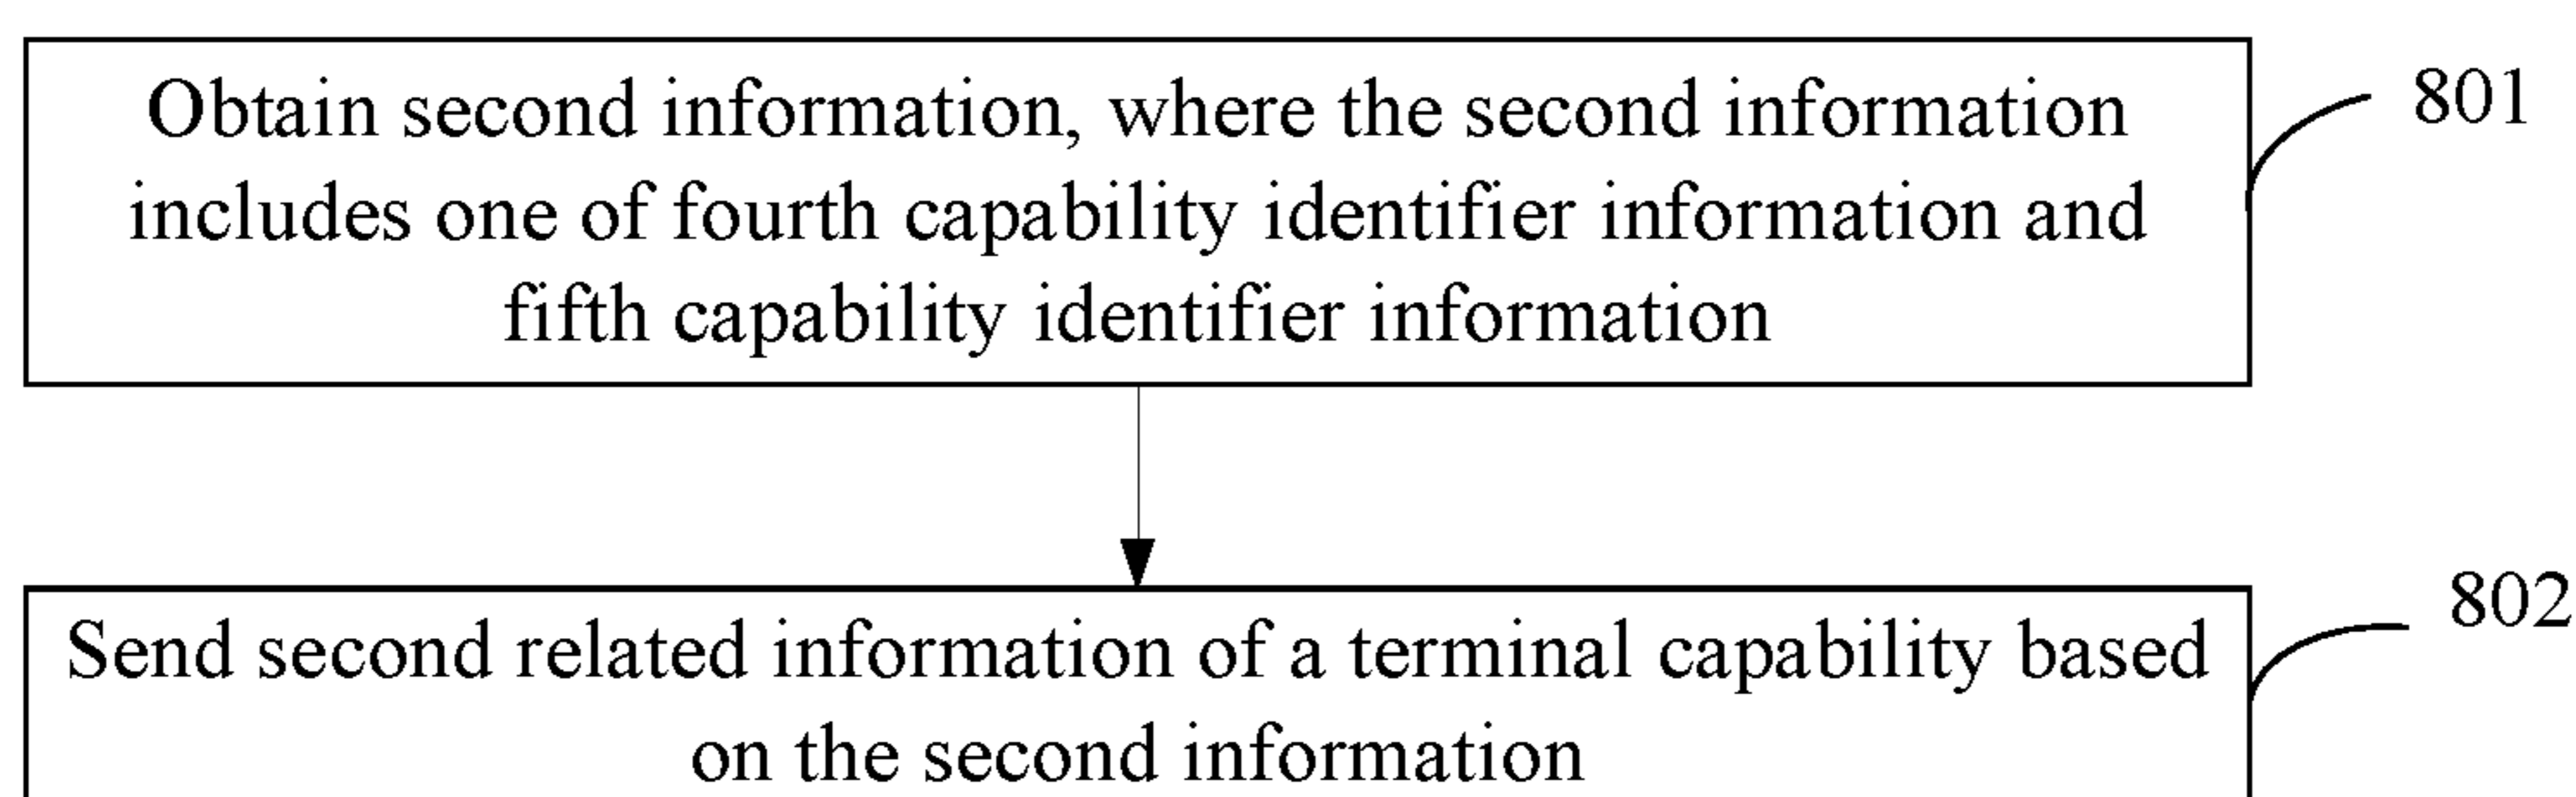 Obtain second information, where the second information
801
includes one of fourth capability identifier information and
fifth capability identifier information
802
Send second related information of a terminal capability based
on the second information